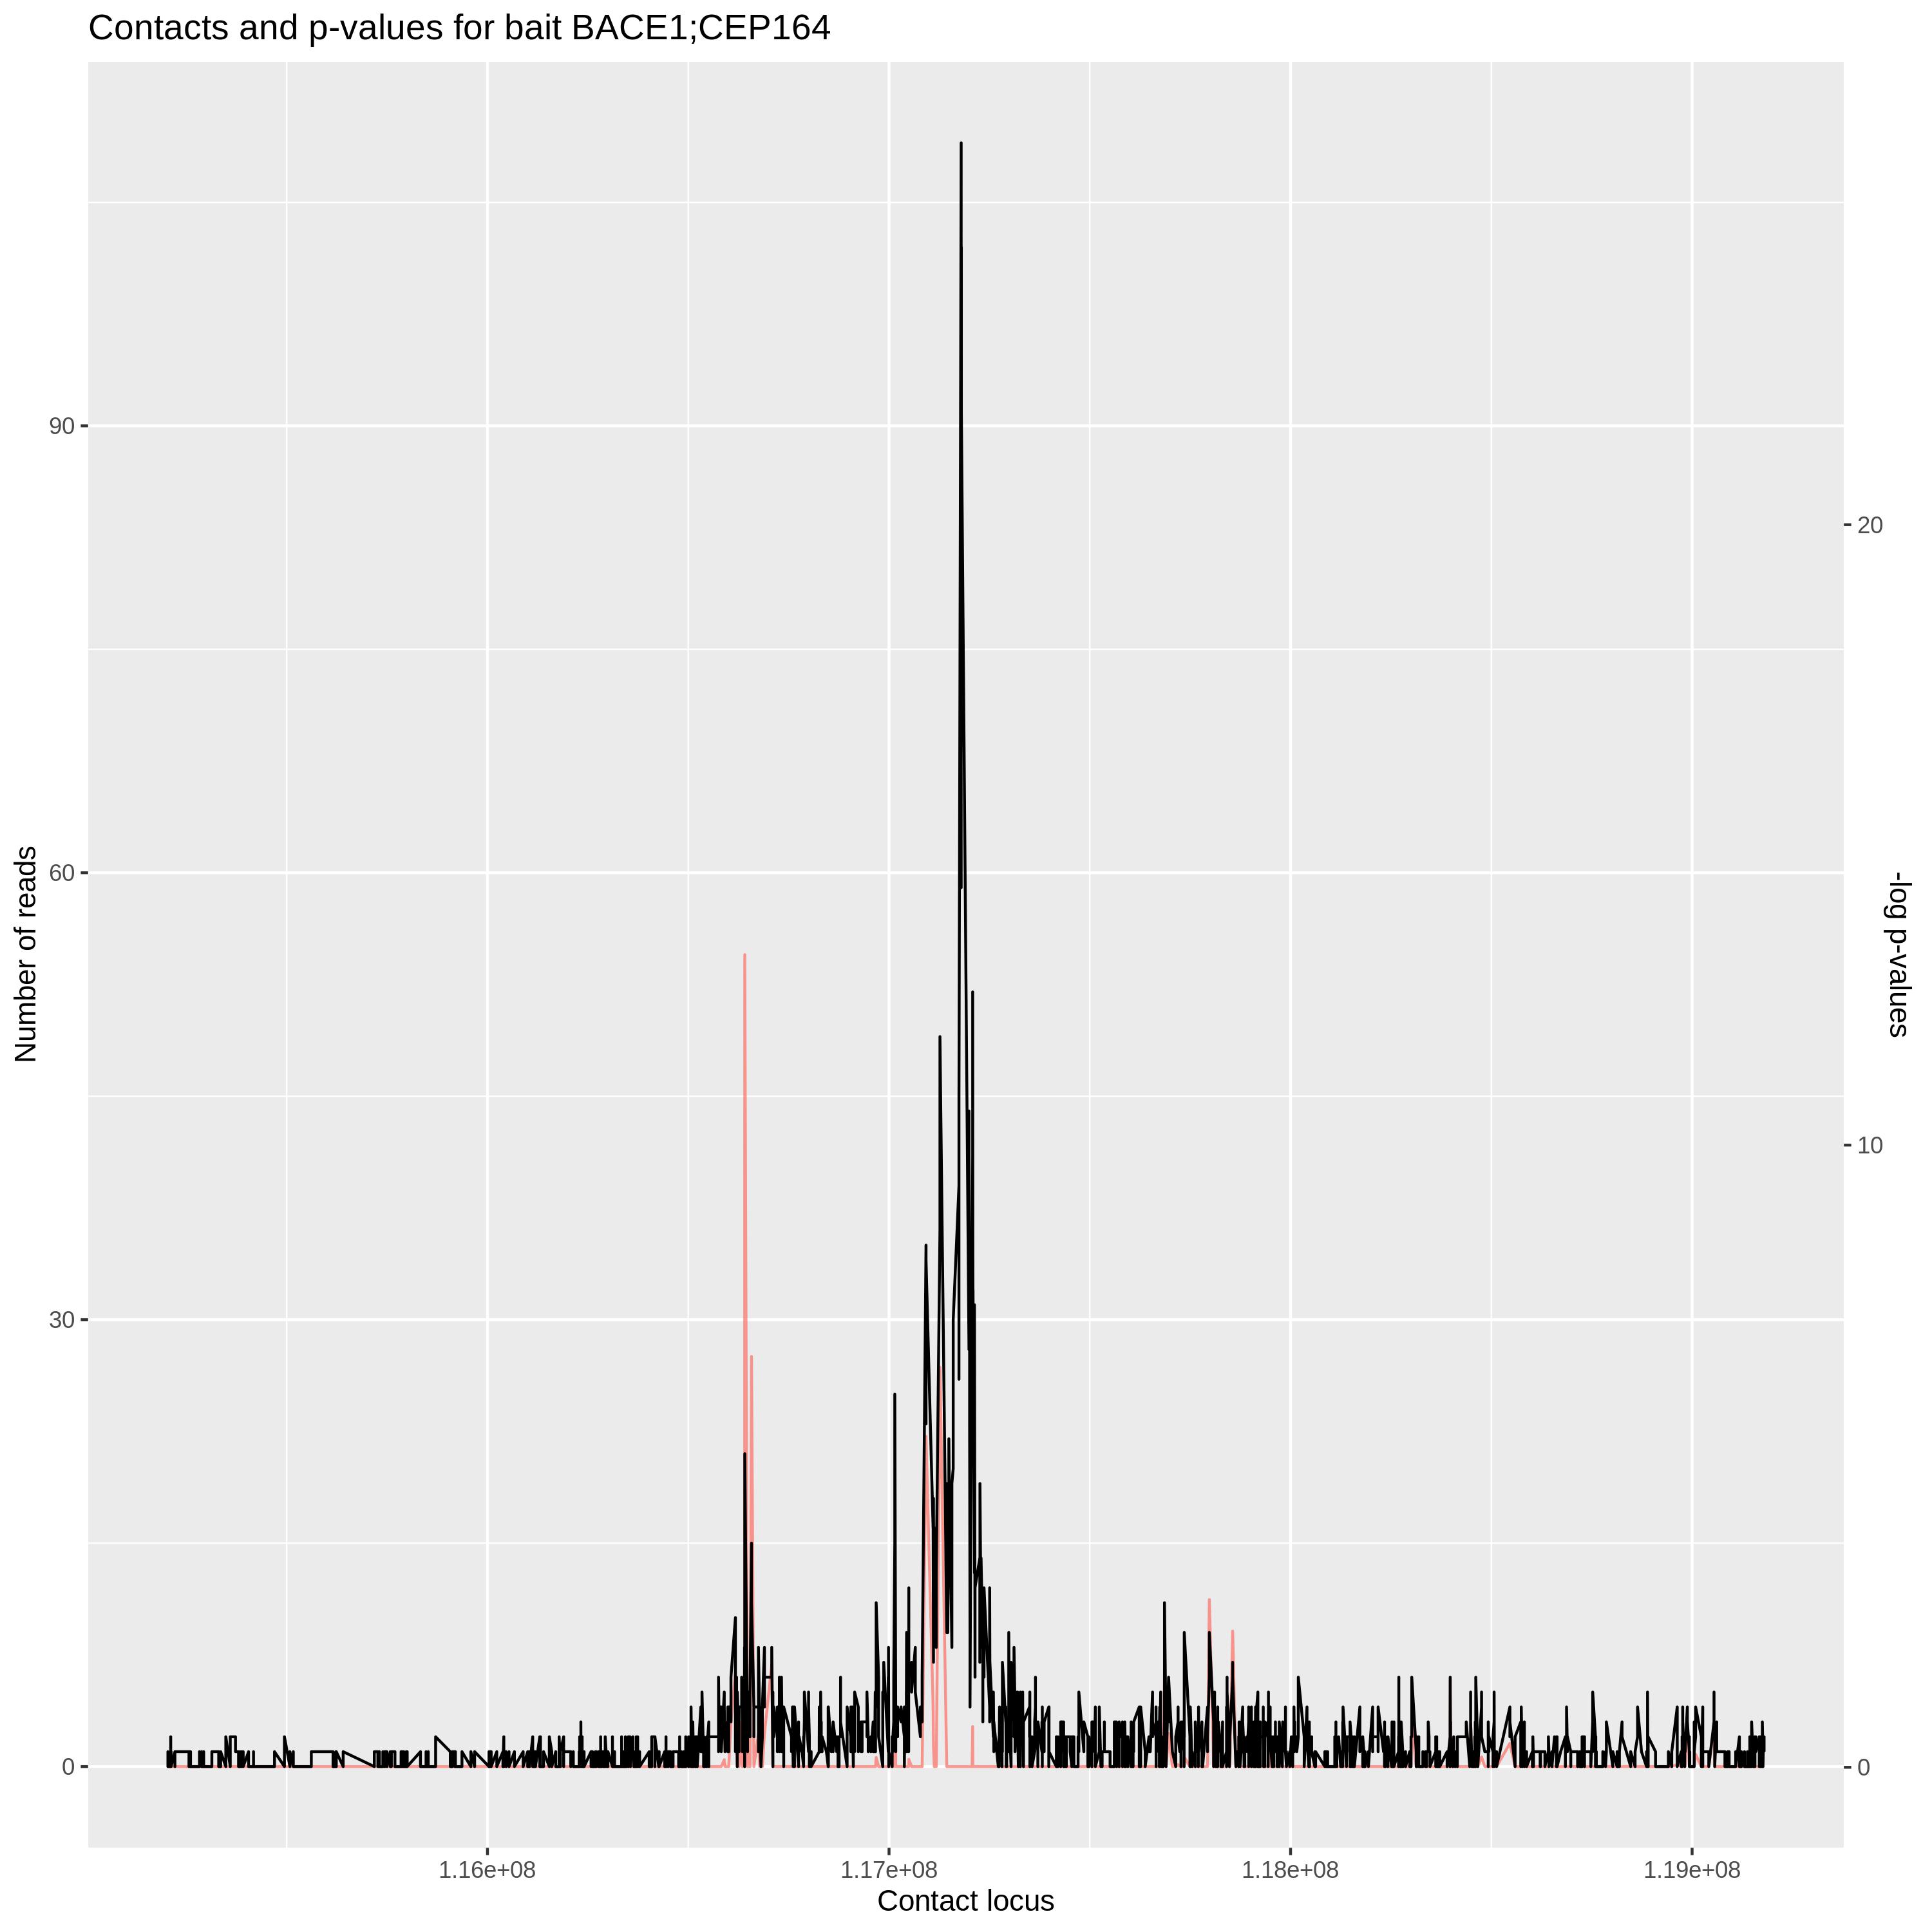 Contacts and p-values for bait BACE1;CEP164
Number of reads
90
60
30
0
20
10
0
-log p-values
1.16e+08
1.17e+08
1.18e+08
1.19e+08
Contact locus